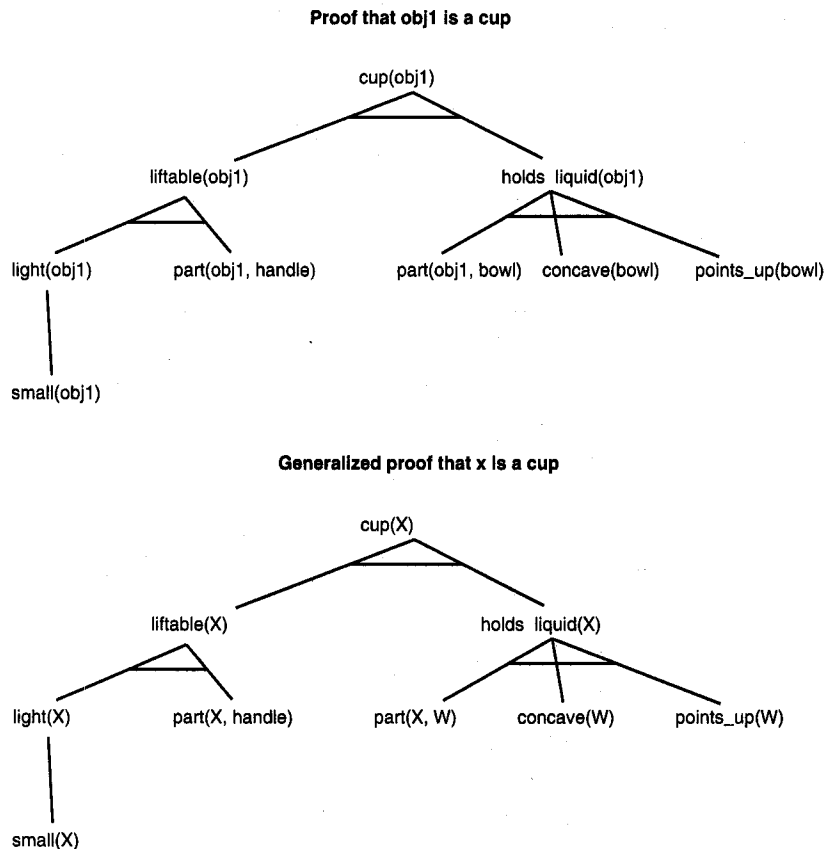 Proof that obj1 is a cup
cup(obj1)
liftable(obj1) holds liquid(obj1)
light(obj1) part(obj1, handle) part(obj1, bowl) concave(bowl) points_up(bowl)
small(obj1)
Generalized proof that x is a cup
cup(X)
liftable(X) holds liquid(X)
light(X) part(X, handle) part(X, W) concave(W) points_up(W)
small(X)